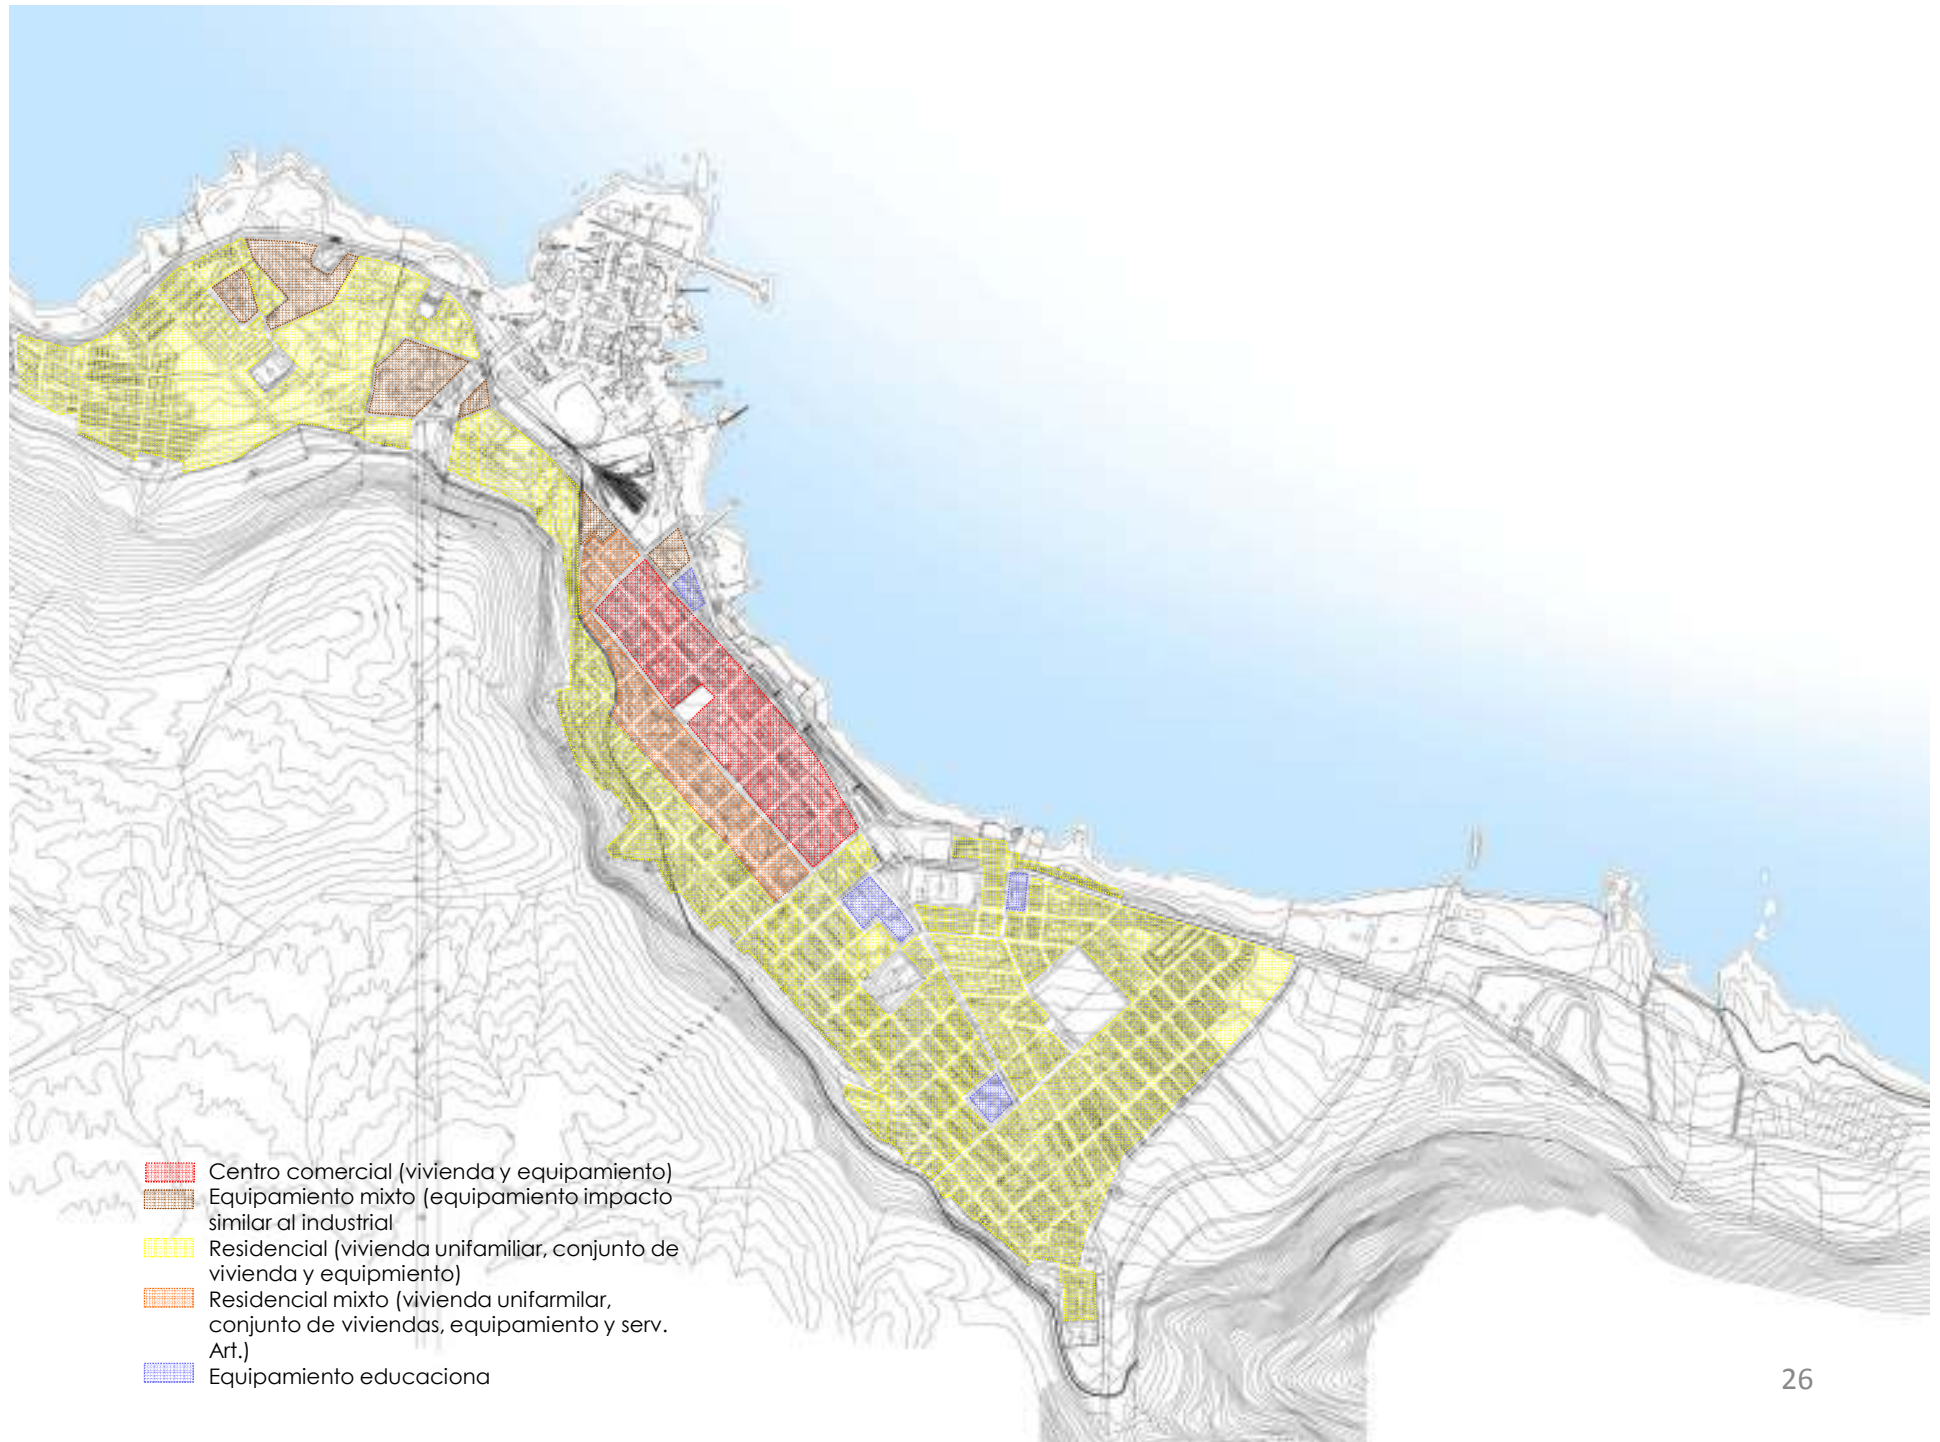 Centro comercial (vivienda y equipamiento)
Equipamiento mixto (equipamiento impacto
similar al industrial
Residencial (vivienda unifamiliar, conjunto de
vivienda y equipmiento)
Residencial mixto (vivienda unifarmilar,
conjunto de viviendas, equipamiento y serv.
Art.)
Equipamiento educaciona
26